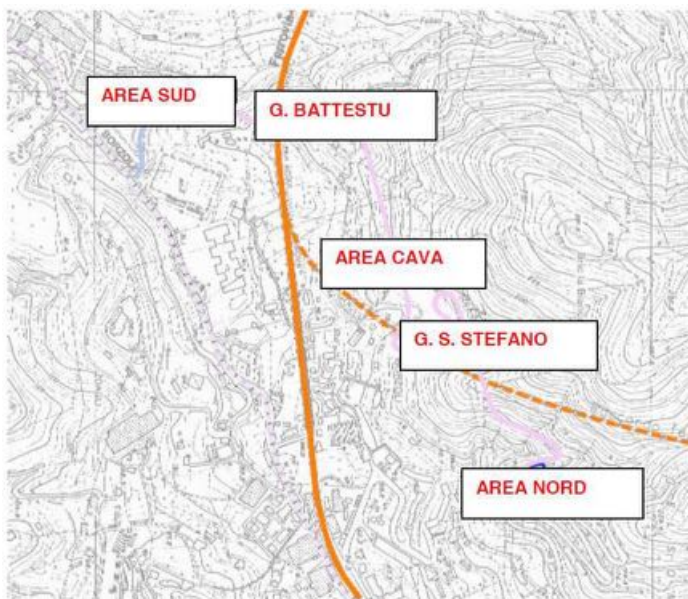 AREA SUD
G. BATTESTU
AREA CAVA
G. S. STEFANO
AREA NORD